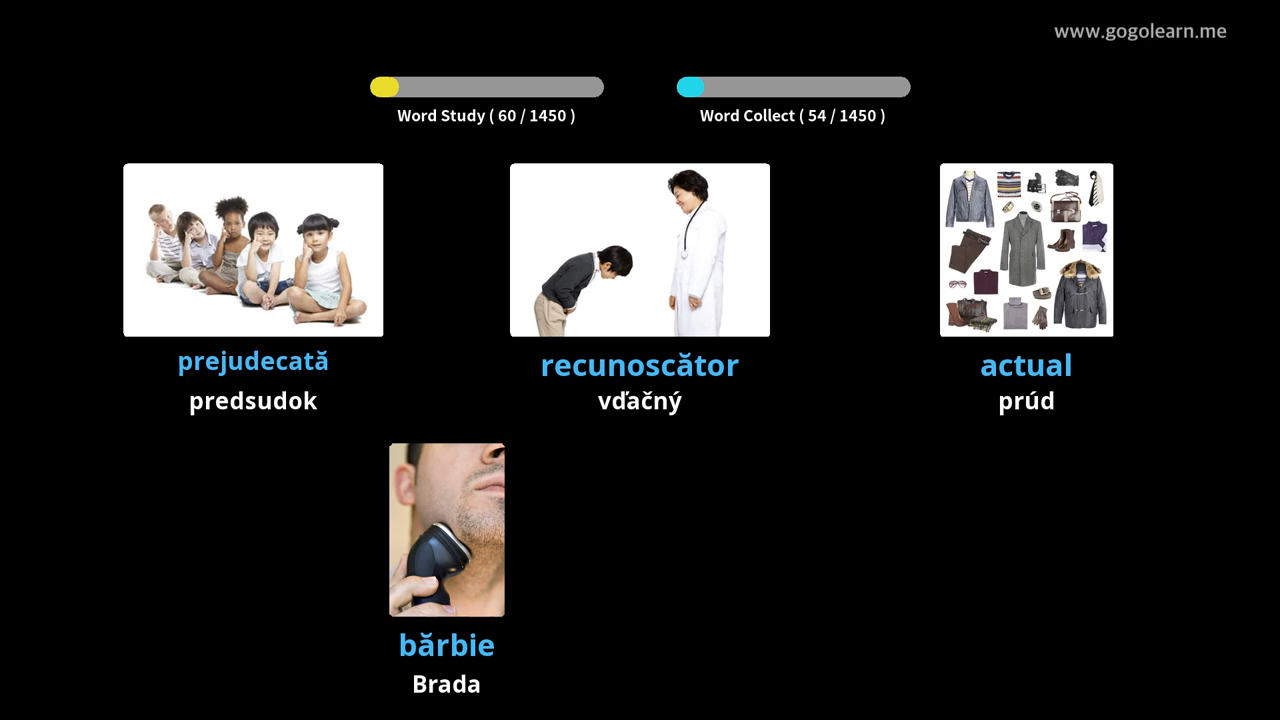 www.gogolearn.me
Word Study ( 60 / 1450 )
Word Collect ( 54 / 1450 )
prejudecată
predsudok
recunoscător
vďačný
actual
prúd
bărbie
Brada